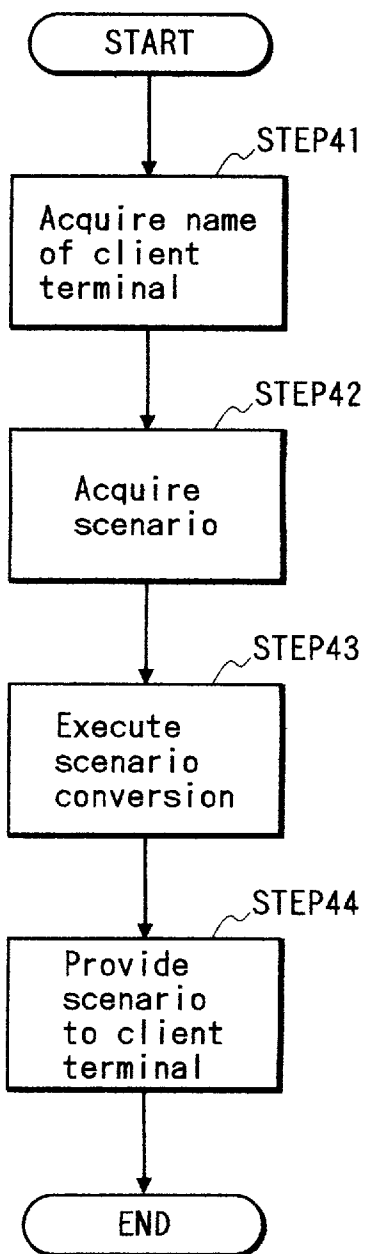 START
STEP41
Acquire name
of client
terminal
STEP42
Acquire
scenario
STEP43
Execute
scenario
conversion
STEP44
Provide
scenario
to client
terminal
END